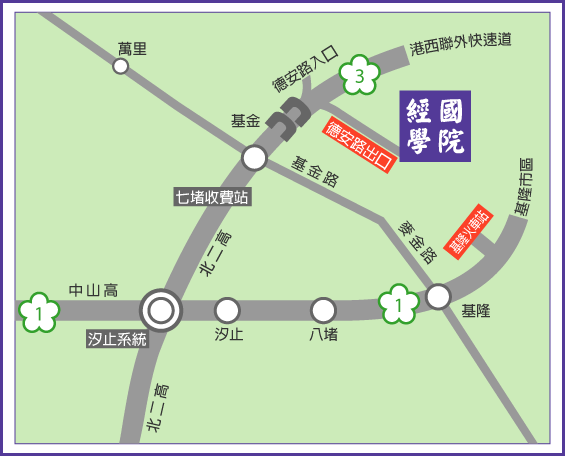 港西聯外快速道
萬里
德安路入口
3
經國
學院
基金
德安路出口
基金路
七堵收費站
基隆市區
基隆火車站
麥金路
北二高
中山高
1
1
汐止系統
汐止
八堵
基隆
北二高